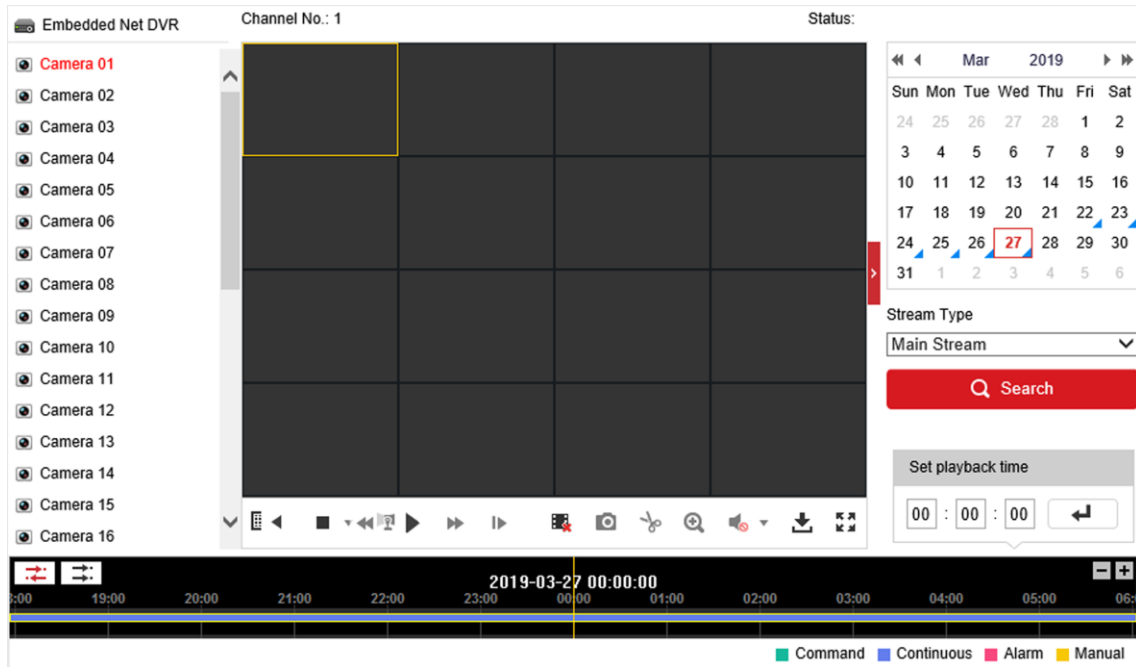 Embedded Net DVR
Channel No.: 1
Status:
Camera 01
Camera 02
Camera 03
Camera 04
Camera 05
Camera 06
Camera 07
Camera 08
Camera 09
Camera 10
Camera 11
Camera 12
Camera 13
Camera 14
Camera 15
Camera 16
Mar 2019
Sun Mon Tue Wed Thu Fri Sat
24 25 26 27 28 1 2
3 4 5 6 7 8 9
10 11 12 13 14 15 16
17 18 19 20 21 22 23
24 25 26 27 28 29 30
31 1 2 3 4 5 6
Stream Type
Main Stream
Search
Set playback time
00 : 00 : 00
2019-03-27 00:00:00
:00 19:00 20:00 21:00 22:00 23:00 00:00 01:00 02:00 03:00 04:00 05:00 06:
Command Continuous Alarm Manual